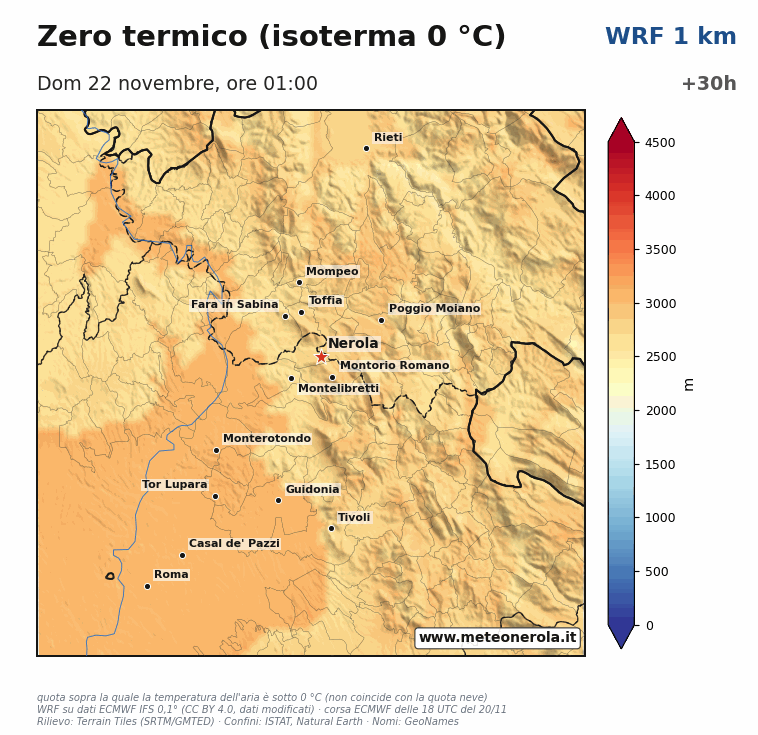 Zero termico (isoterma 0 °C)
WRF 1 km
Dom 22 novembre, ore 01:00
+30h
Rieti
Mompeo
Fara in Sabina
Toffia
Poggio Moiano
Nerola
Montorio Romano
Montelibretti
Monterotondo
Tor Lupara
Guidonia
Tivoli
Casal de' Pazzi
Roma
www.meteonerola.it
4500
4000
3500
3000
2500
2000
1500
1000
500
0
m
quota sopra la quale la temperatura dell'aria è sotto 0 °C (non coincide con la quota neve)
WRF su dati ECMWF IFS 0,1° (CC BY 4.0, dati modificati) · corsa ECMWF delle 18 UTC del 20/11
Rilievo: Terrain Tiles (SRTM/GMTED) · Confini: ISTAT, Natural Earth · Nomi: GeoNames